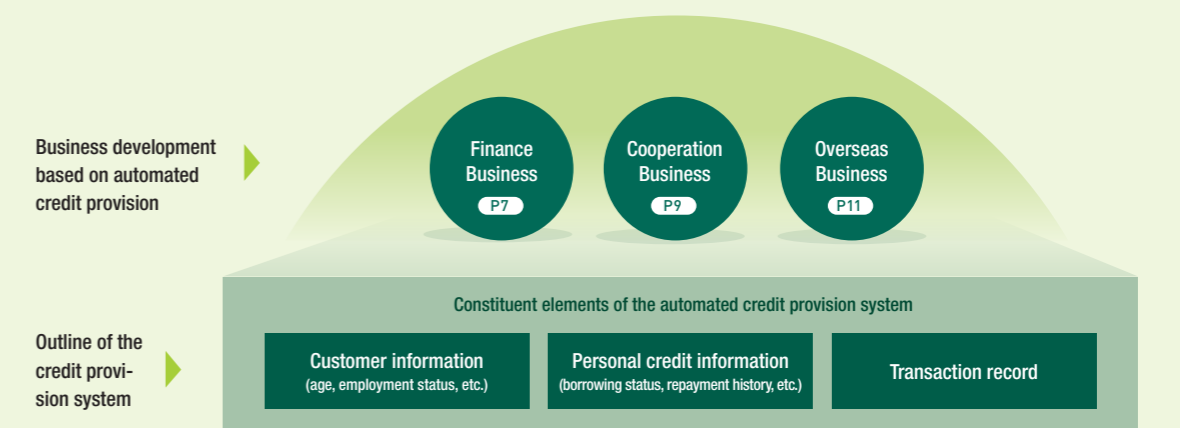 Business development
based on automated
credit provision
Finance
Business
P7
Cooperation
Business
P9
Overseas
Business
P11
Outline of the
credit provi-
sion system
Constituent elements of the automated credit provision system
Customer information
(age, employment status, etc.)
Personal credit information
(borrowing status, repayment history, etc.)
Transaction record